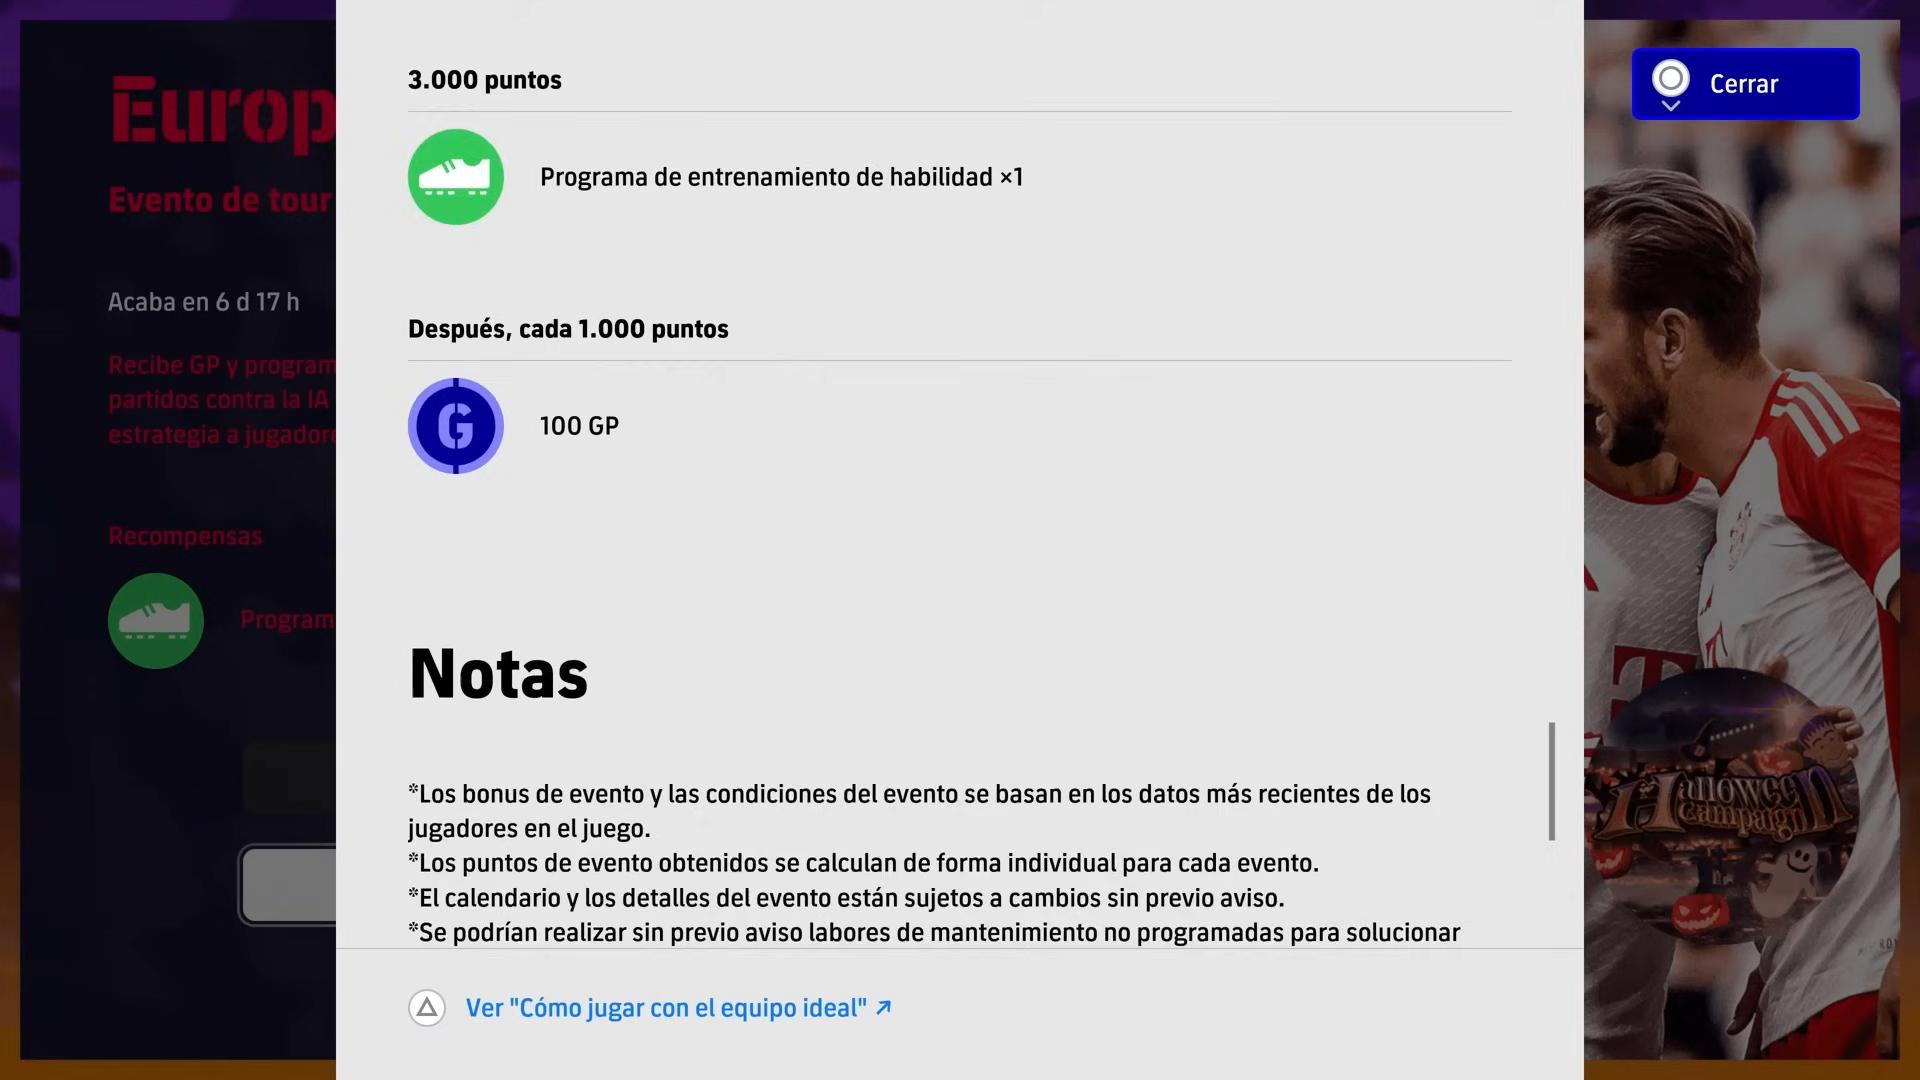 Europ
Evento de tour
Acaba en 6 d 17 h
Recibe GP y program
partidos contra la IA
estrategia a jugadore
Recompensas
Program
3.000 puntos
Programa de entrenamiento de habilidad ×1
Después, cada 1.000 puntos
G
100 GP
Notas
*Los bonus de evento y las condiciones del evento se basan en los datos más recientes de los
jugadores en el juego.
*Los puntos de evento obtenidos se calculan de forma individual para cada evento.
*El calendario y los detalles del evento están sujetos a cambios sin previo aviso.
*Se podrían realizar sin previo aviso labores de mantenimiento no programadas para solucionar
Ver "Cómo jugar con el equipo ideal"
Cerrar
T
Halloween
Campaign